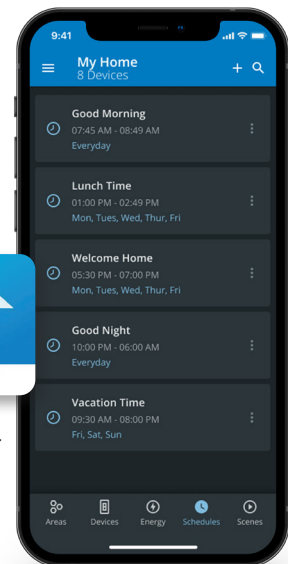 9:41
My Home
8 Devices
Good Morning
07:45 AM - 08:49 AM
Everyday
Lunch Time
01:00 PM - 02:49 PM
Mon, Tues, Wed, Thur, Fri
Welcome Home
05:30 PM - 07:00 PM
Mon, Tues, Wed, Thur, Fri
Good Night
10:00 PM - 06:00 AM
Everyday
Vacation Time
09:30 AM - 08:00 PM
Fri, Sat, Sun
Areas Devices Energy Schedules Scenes